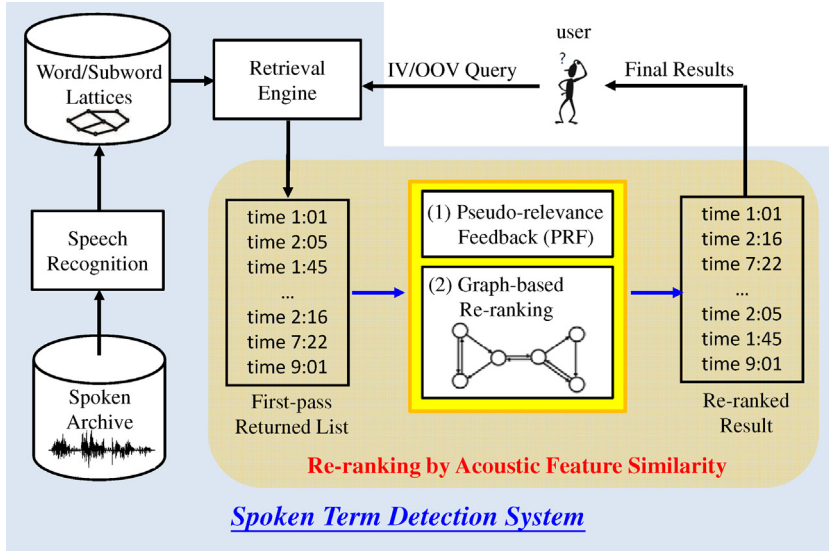 Word/Subword
Lattices
Retrieval
Engine
IV/OOV Query
user
?
Final Results
Speech
Recognition
Spoken
Archive
time 1:01
time 2:05
time 1:45
...
time 2:16
time 7:22
time 9:01
First-pass
Returned List
(1) Pseudo-relevance
Feedback (PRF)
(2) Graph-based
Re-ranking
time 1:01
time 2:16
time 7:22
...
time 2:05
time 1:45
time 9:01
Re-ranked
Result
Re-ranking by Acoustic Feature Similarity
Spoken Term Detection System